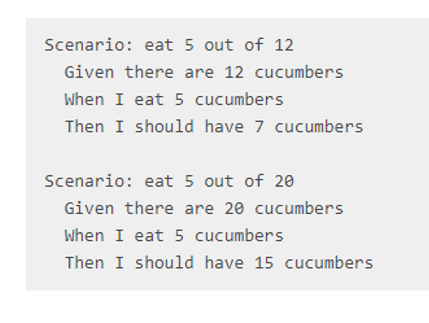 Scenario: eat 5 out of 12
Given there are 12 cucumbers
When I eat 5 cucumbers
Then I should have 7 cucumbers
Scenario: eat 5 out of 20
Given there are 20 cucumbers
When I eat 5 cucumbers
Then I should have 15 cucumbers